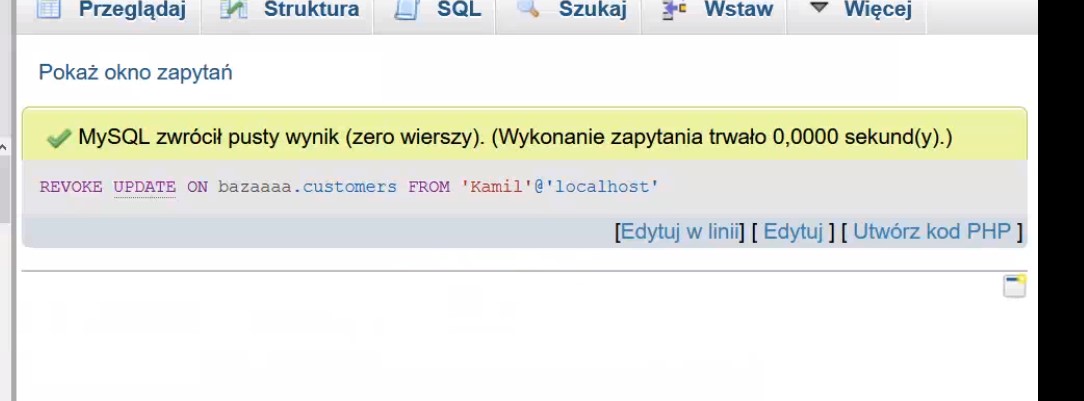 Przeglądaj Struktura SQL Szukaj Wstaw Więcej
Pokaż okno zapytań
MySQL zwrócił pusty wynik (zero wierszy). (Wykonanie zapytania trwało 0,0000 sekund(y).)
REVOKE UPDATE ON bazaaaa.customers FROM 'Kamil'@'localhost'
[Edytuj w linii] [ Edytuj ] [ Utwórz kod PHP ]